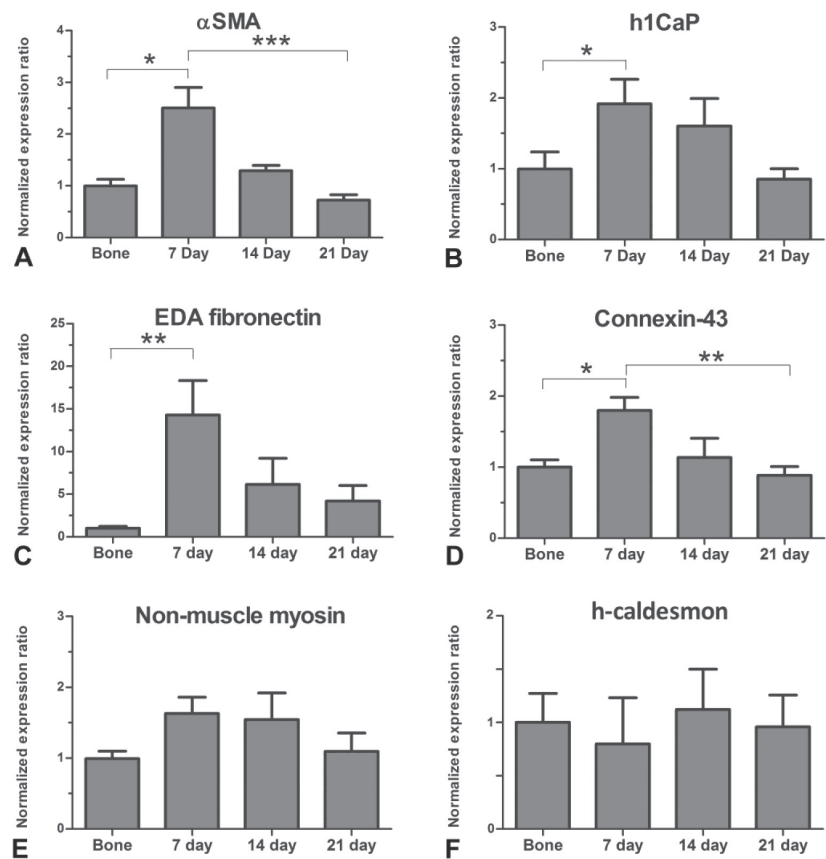 αSMA
Normalized expression ratio
4
3
2
1
0
*
***
Bone 7 Day 14 Day 21 Day
A
h1CaP
Normalized expression ratio
3
2
1
0
*
Bone 7 Day 14 Day 21 Day
B
EDA fibronectin
Normalized expression ratio
25
20
15
10
5
0
**
Bone 7 day 14 day 21 day
C
Connexin-43
Normalized expression ratio
3
2
1
0
*
**
Bone 7 day 14 day 21 day
D
Non-muscle myosin
Normalized expression ratio
3
2
1
0
Bone 7 day 14 day 21 day
E
h-caldesmon
Normalized expression ratio
2
1
0
Bone 7 day 14 day 21 day
F